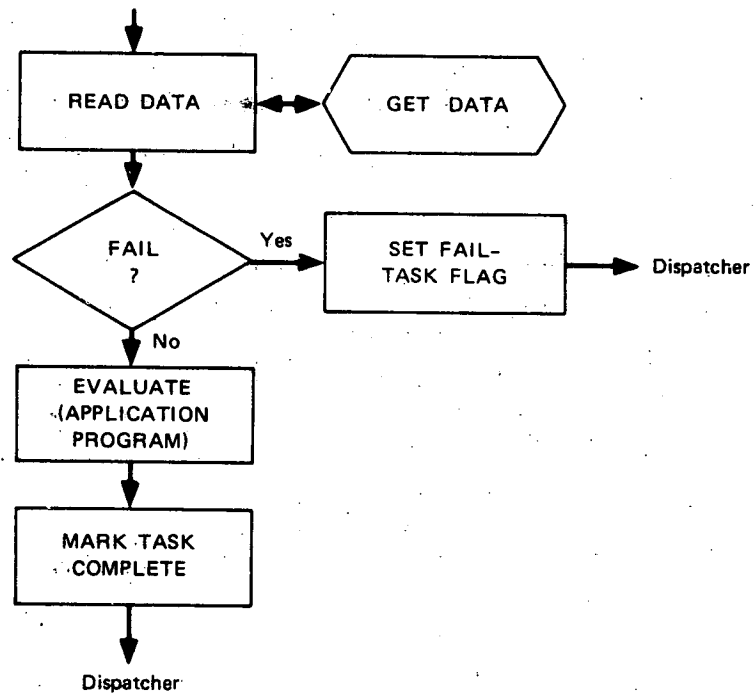 READ DATA
GET DATA
FAIL
?
Yes
SET FAIL-
TASK FLAG
Dispatcher
No
EVALUATE
(APPLICATION
PROGRAM)
MARK TASK
COMPLETE
Dispatcher